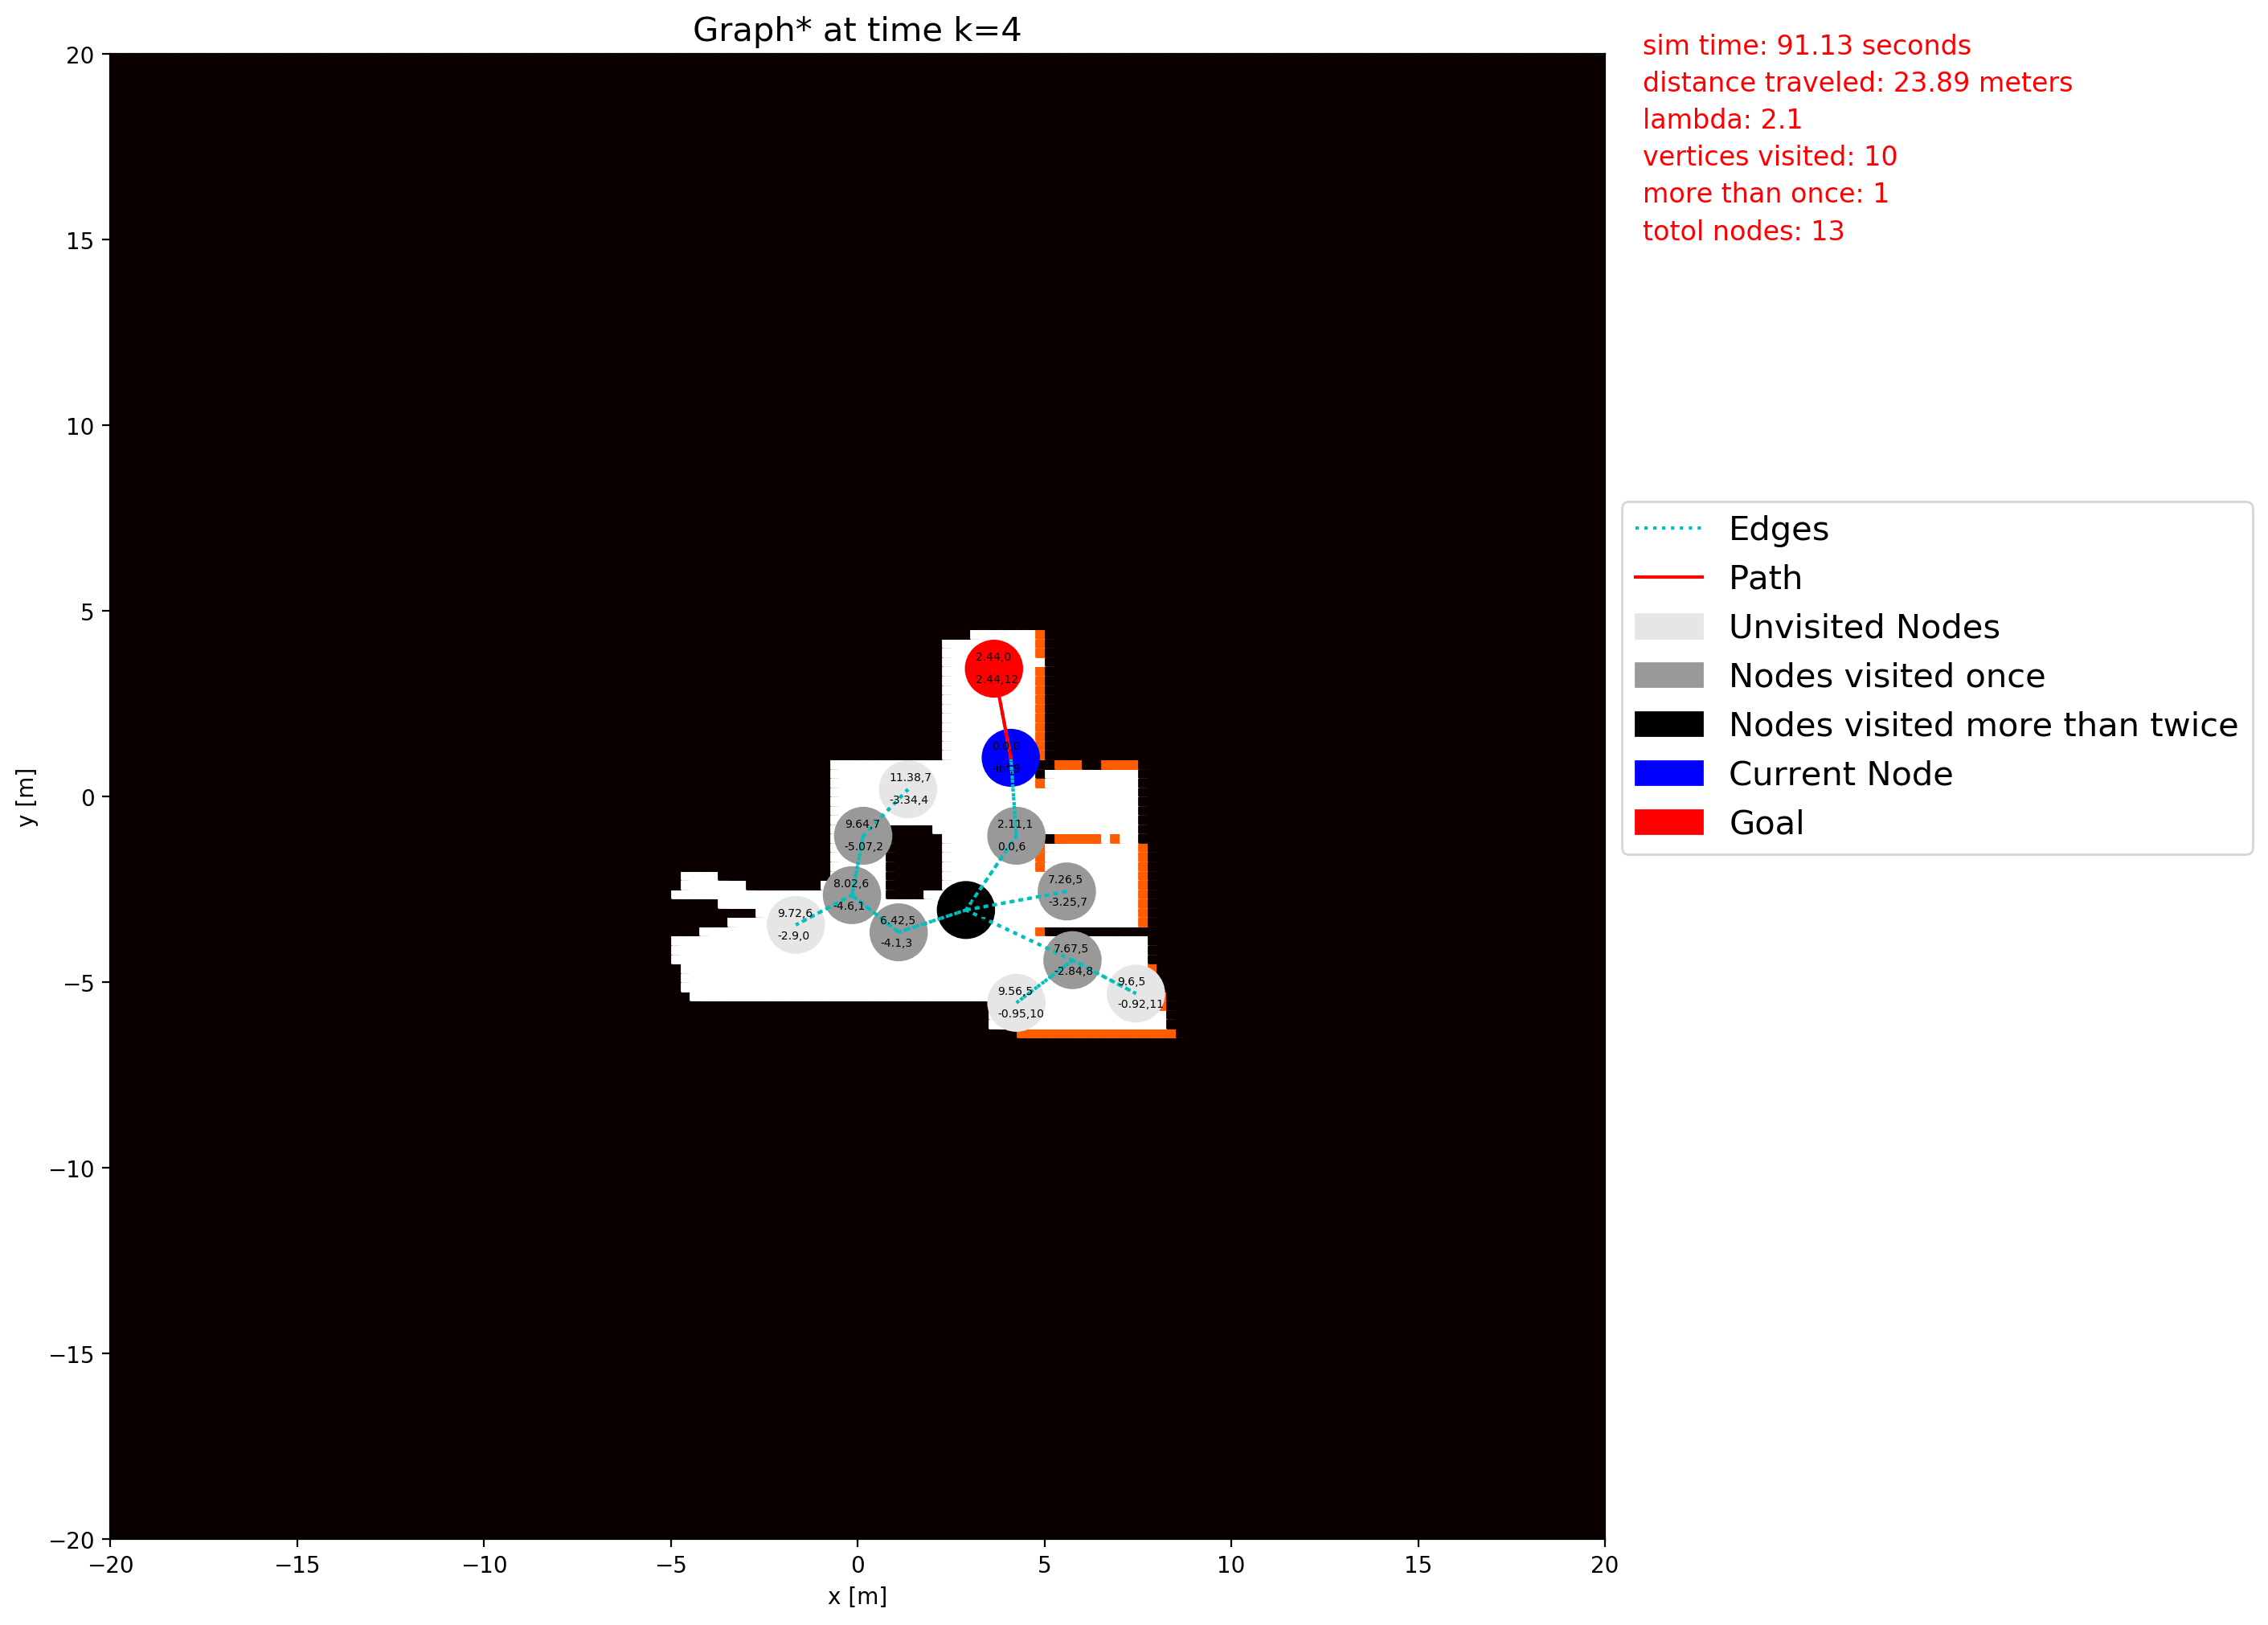 Graph* at time k=4
sim time: 91.13 seconds
distance traveled: 23.89 meters
lambda: 2.1
vertices visited: 10
more than once: 1
totol nodes: 13
20
15
10
5
0
−5
−10
−15
−20
y [m]
2.44,0
2.44,12
0.0,0
11.38,7
-3.34,4
9.64,7
-5.07,2
2.11,1
0.0,6
8.02,6
-4.6,1
7.26,5
-3.25,7
9.72,6
-2.9,0
6.42,5
-4.1,3
7.67,5
-2.84,8
9.56,5
-0.95,10
9.6,5
-0.92,11
−20
−15
−10
−5
0
5
10
15
20
x [m]
Edges
Path
Unvisited Nodes
Nodes visited once
Nodes visited more than twice
Current Node
Goal